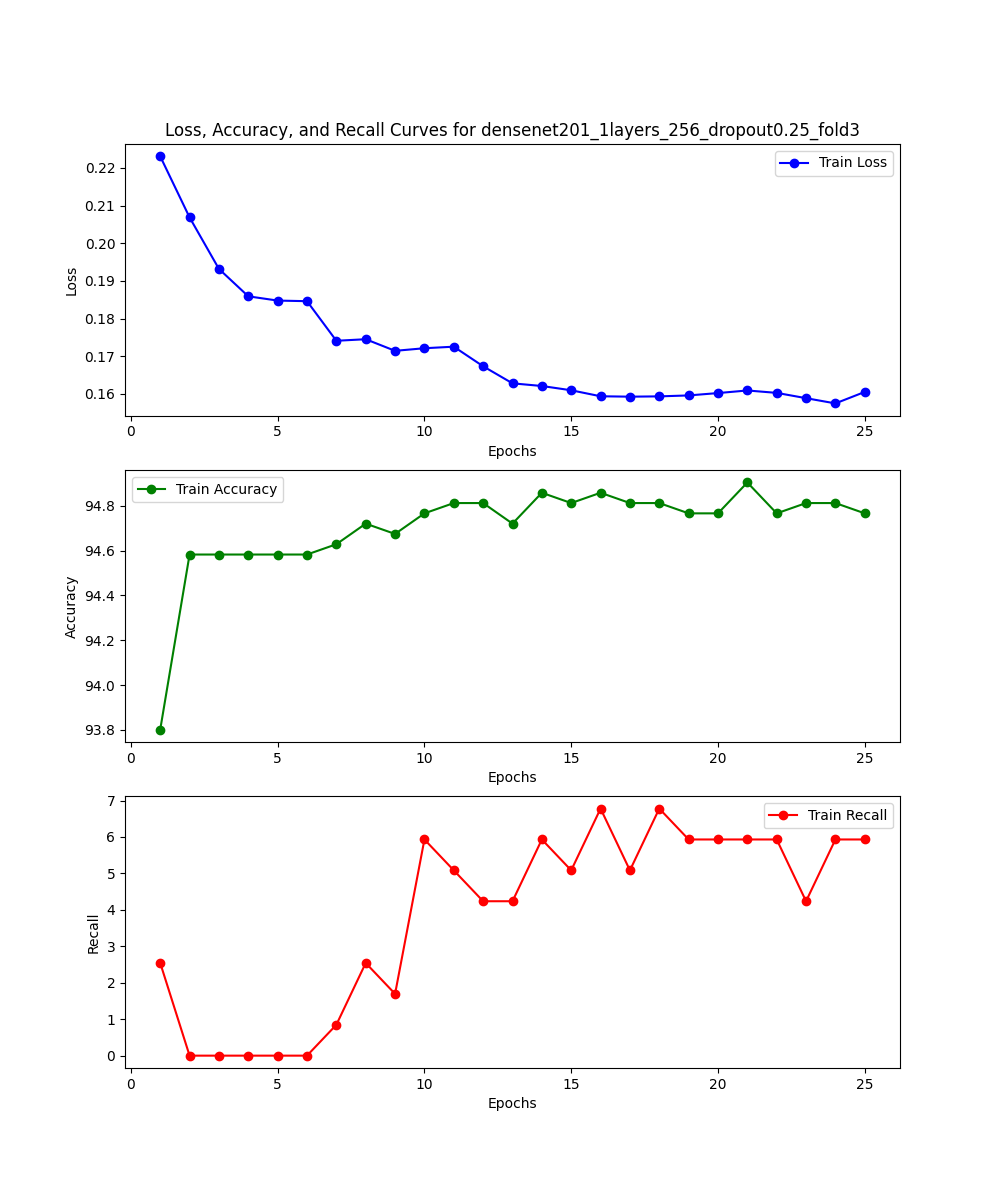 Loss, Accuracy, and Recall Curves for densenet201_1layers_256_dropout0.25_fold3
Train Loss
0.22
0.21
0.20
0.19
0.18
0.17
0.16
Loss
0 5 10 15 20 25
Epochs
Train Accuracy
94.8
94.6
94.4
94.2
94.0
93.8
Accuracy
0 5 10 15 20 25
Epochs
Train Recall
7
6
5
4
3
2
1
0
Recall
0 5 10 15 20 25
Epochs